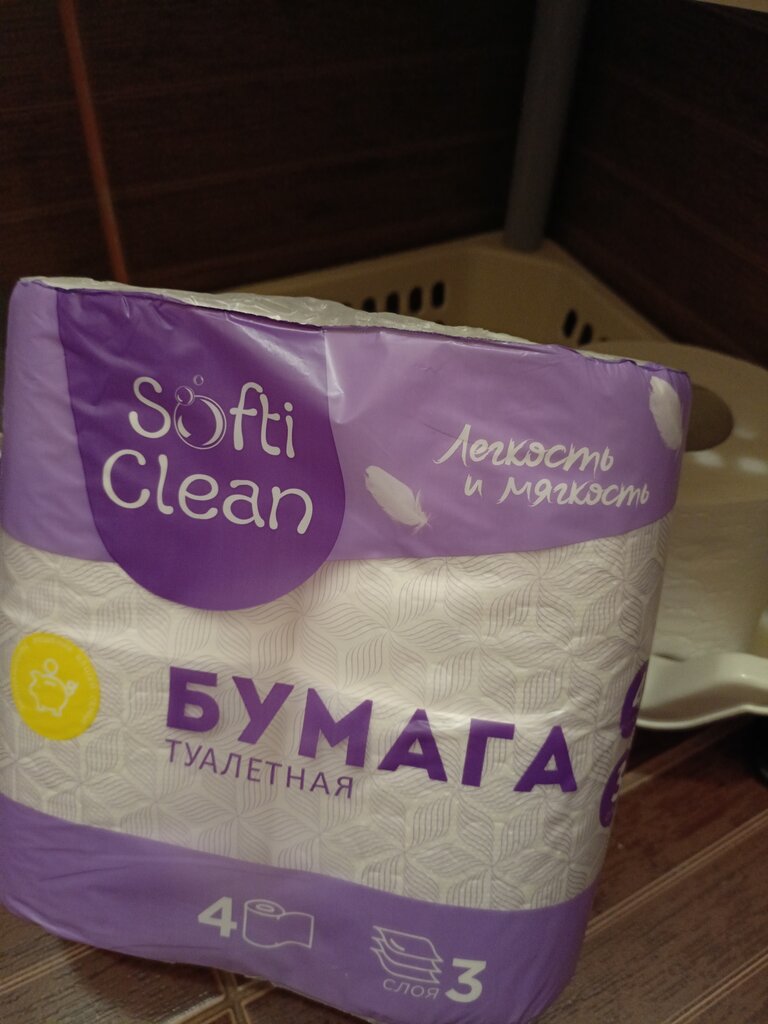 Softi
Clean
Легкость
и мягкость
БУМАГА
ТУАЛЕТНАЯ
4
СЛОЯ 3